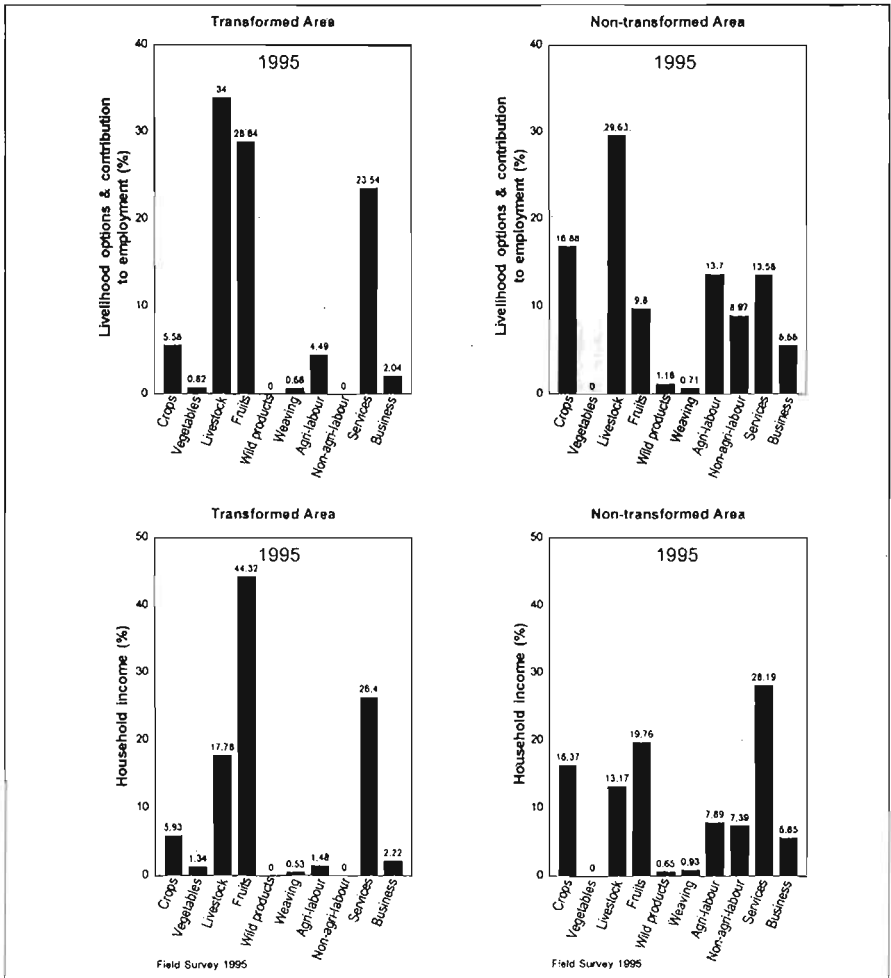 Transformed Area
1995
Livelihood options & contribution
to employment (%)
40
30
20
10
0
5.58
0.82
34
28.84
0
0.68
4.49
0
23.54
2.04
Crops
Vegetables
Livestock
Fruits
Wild products
Weaving
Agri-labour
Non-agri-labour
Services
Business
Non-transformed Area
1995
Livelihood options & contribution
to employment (%)
40
30
20
10
0
16.88
0
29.63
9.8
1.18
0.71
13.7
8.97
13.58
Crops
Vegetables
Livestock
Fruits
Wild products
Weaving
Agri-labour
Non-agri-labour
Services
Business
Transformed Area
1995
Household income (%)
50
40
30
20
10
0
5.93
1.34
17.78
44.32
0
0.53
1.48
0
26.4
2.22
Crops
Vegetables
Livestock
Fruits
Wild products
Weaving
Agri-labour
Non-agri-labour
Services
Business
Field Survey 1995
Non-transformed Area
1995
Household income (%)
50
40
30
20
10
0
16.37
0
13.17
19.76
0.65
0.93
7.89
7.39
28.19
Crops
Vegetables
Livestock
Fruits
Wild products
Weaving
Agri-labour
Non-agri-labour
Services
Business
Field Survey 1995